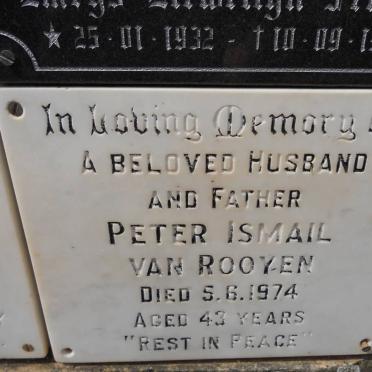 * 25·01·1932 - † 10·09·1
In Loving Memory
A BELOVED HUSBAND
AND FATHER
PETER ISMAIL
VAN ROOYEN
DIED 5.6.1974
AGED 43 YEARS
"REST IN PEACE"